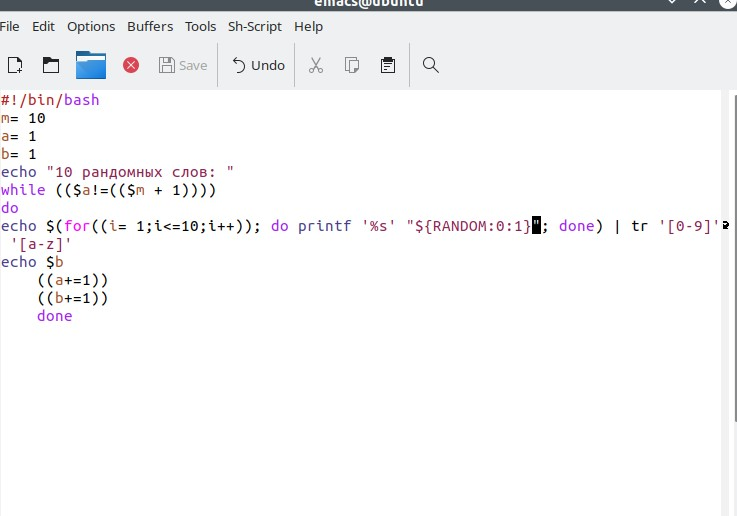 emacs@ubuntu
File Edit Options Buffers Tools Sh-Script Help
Save Undo
#!/bin/bash
m= 10
a= 1
b= 1
echo "10 рандомных слов: "
while (($a!=(($m + 1))))
do
echo $(for((i= 1;i<=10;i++)); do printf '%s' "${RANDOM:0:1}"; done) | tr '[0-9]'
'[a-z]'
echo $b
((a+=1))
((b+=1))
done